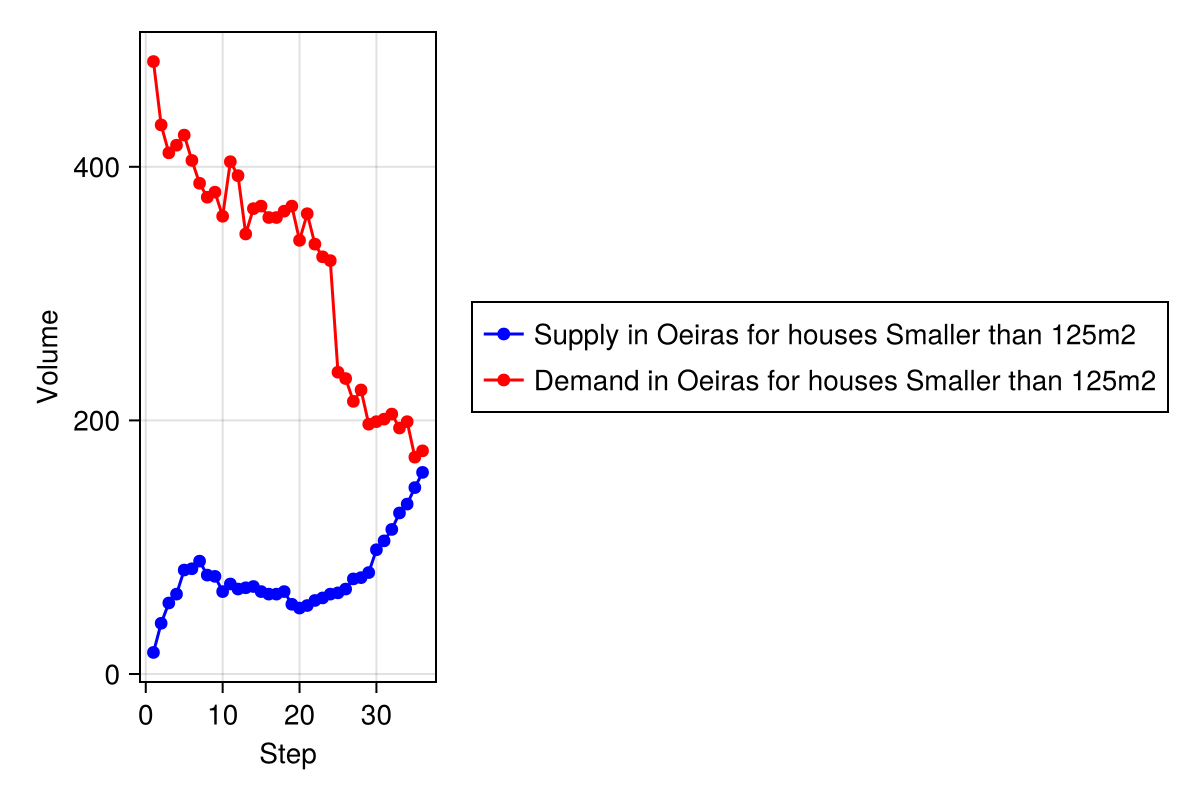 Volume
400
200
0
0 10 20 30
Step
Supply in Oeiras for houses Smaller than 125m2
Demand in Oeiras for houses Smaller than 125m2